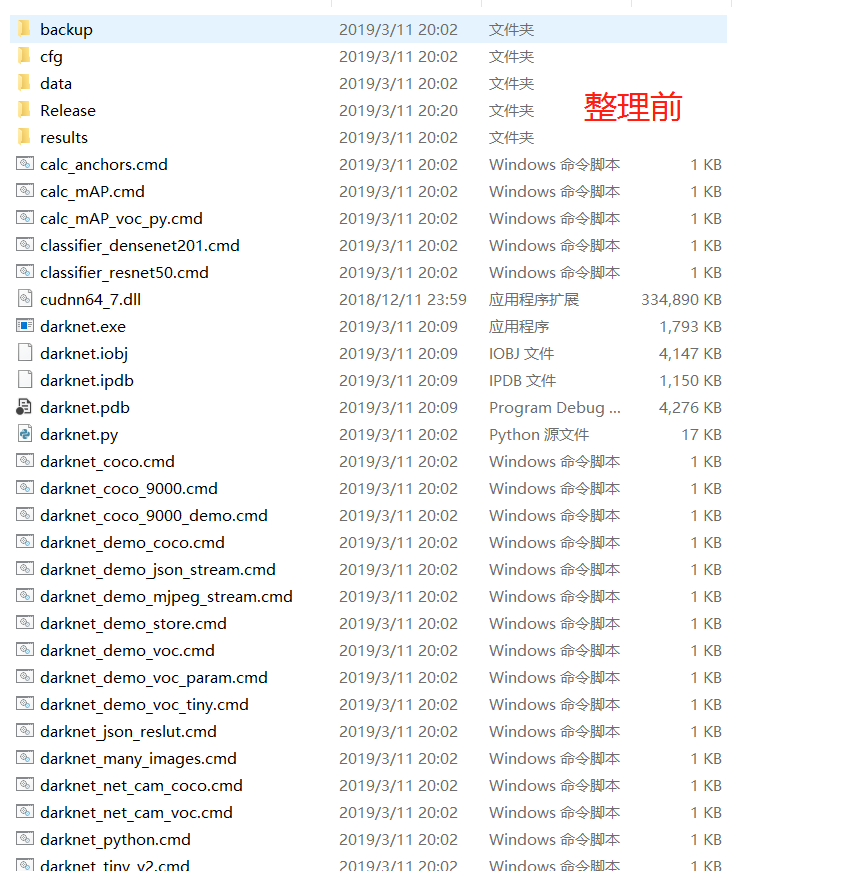 backup 2019/3/11 20:02 文件夹
cfg 2019/3/11 20:02 文件夹
data 2019/3/11 20:02 文件夹
整理前
Release 2019/3/11 20:20 文件夹
results 2019/3/11 20:02 文件夹
calc_anchors.cmd 2019/3/11 20:02 Windows 命令脚本 1 KB
calc_mAP.cmd 2019/3/11 20:02 Windows 命令脚本 1 KB
calc_mAP_voc_py.cmd 2019/3/11 20:02 Windows 命令脚本 1 KB
classifier_densenet201.cmd 2019/3/11 20:02 Windows 命令脚本 1 KB
classifier_resnet50.cmd 2019/3/11 20:02 Windows 命令脚本 1 KB
cudnn64_7.dll 2018/12/11 23:59 应用程序扩展 334,890 KB
darknet.exe 2019/3/11 20:09 应用程序 1,793 KB
darknet.iobj 2019/3/11 20:09 IOBJ 文件 4,147 KB
darknet.ipdb 2019/3/11 20:09 IPDB 文件 1,150 KB
darknet.pdb 2019/3/11 20:09 Program Debug ... 4,276 KB
darknet.py 2019/3/11 20:02 Python 源文件 17 KB
darknet_coco.cmd 2019/3/11 20:02 Windows 命令脚本 1 KB
darknet_coco_9000.cmd 2019/3/11 20:02 Windows 命令脚本 1 KB
darknet_coco_9000_demo.cmd 2019/3/11 20:02 Windows 命令脚本 1 KB
darknet_demo_coco.cmd 2019/3/11 20:02 Windows 命令脚本 1 KB
darknet_demo_json_stream.cmd 2019/3/11 20:02 Windows 命令脚本 1 KB
darknet_demo_mjpeg_stream.cmd 2019/3/11 20:02 Windows 命令脚本 1 KB
darknet_demo_store.cmd 2019/3/11 20:02 Windows 命令脚本 1 KB
darknet_demo_voc.cmd 2019/3/11 20:02 Windows 命令脚本 1 KB
darknet_demo_voc_param.cmd 2019/3/11 20:02 Windows 命令脚本 1 KB
darknet_demo_voc_tiny.cmd 2019/3/11 20:02 Windows 命令脚本 1 KB
darknet_json_reslut.cmd 2019/3/11 20:02 Windows 命令脚本 1 KB
darknet_many_images.cmd 2019/3/11 20:02 Windows 命令脚本 1 KB
darknet_net_cam_coco.cmd 2019/3/11 20:02 Windows 命令脚本 1 KB
darknet_net_cam_voc.cmd 2019/3/11 20:02 Windows 命令脚本 1 KB
darknet_python.cmd 2019/3/11 20:02 Windows 命令脚本 1 KB
darknet_tiny_v2.cmd 2019/3/11 20:02 Windows 命令脚本 1 KB